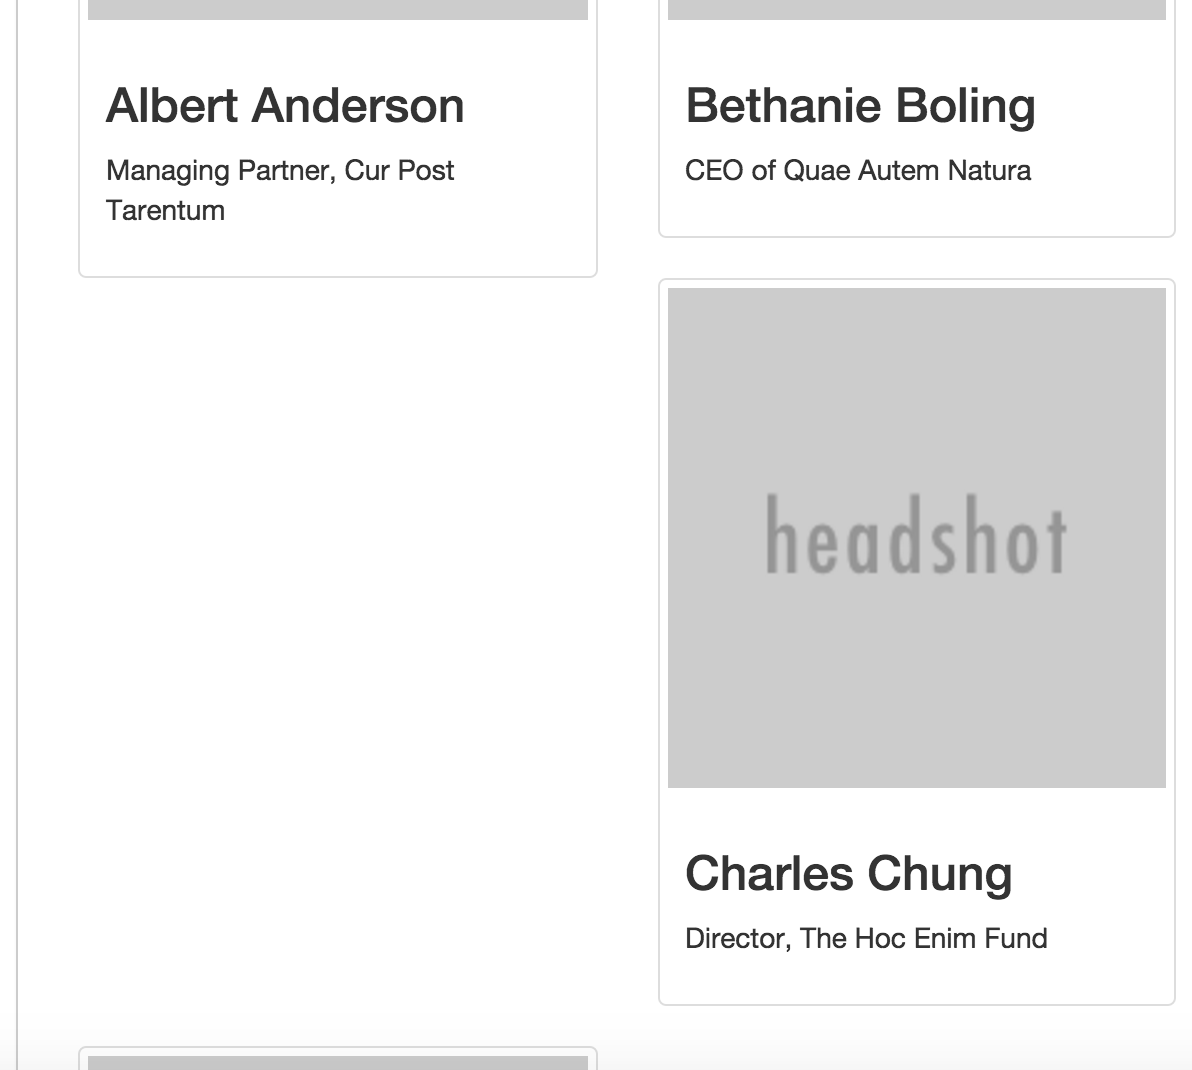 Albert Anderson
Managing Partner, Cur Post
Tarentum
Bethanie Boling
CEO of Quae Autem Natura
headshot
Charles Chung
Director, The Hoc Enim Fund